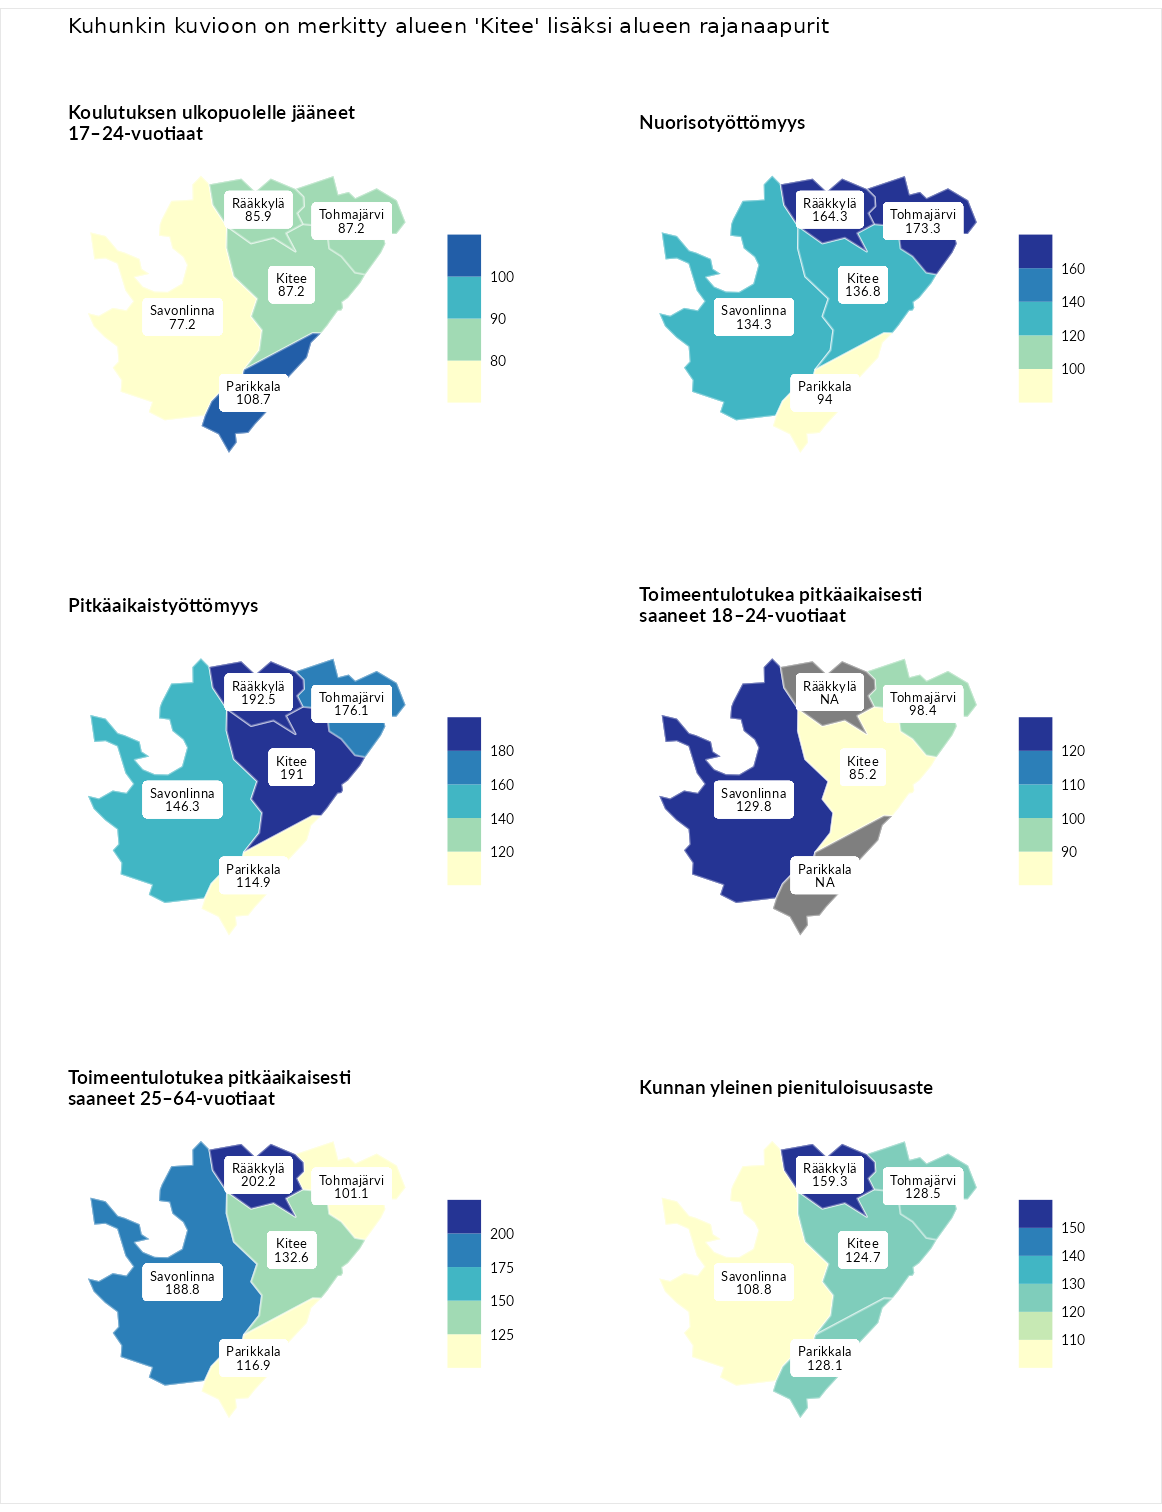 Kuhunkin kuvioon on merkitty alueen 'Kitee' lisäksi alueen rajanaapurit
Koulutuksen ulkopuolelle jääneet
17–24-vuotiaat
Rääkkylä
85.9
Tohmajärvi
87.2
Kitee
87.2
Savonlinna
77.2
Parikkala
108.7
100
90
80
Nuorisotyöttömyys
Rääkkylä
164.3
Tohmajärvi
173.3
Kitee
136.8
Savonlinna
134.3
Parikkala
94
160
140
120
100
Pitkäaikaistyöttömyys
Rääkkylä
192.5
Tohmajärvi
176.1
Kitee
191
Savonlinna
146.3
Parikkala
114.9
180
160
140
120
Toimeentulotukea pitkäaikaisesti
saaneet 18–24-vuotiaat
Rääkkylä
NA
Tohmajärvi
98.4
Kitee
85.2
Savonlinna
129.8
Parikkala
NA
120
110
100
90
Toimeentulotukea pitkäaikaisesti
saaneet 25–64-vuotiaat
Rääkkylä
202.2
Tohmajärvi
101.1
Kitee
132.6
Savonlinna
188.8
Parikkala
116.9
200
175
150
125
Kunnan yleinen pienituloisuusaste
Rääkkylä
159.3
Tohmajärvi
128.5
Kitee
124.7
Savonlinna
108.8
Parikkala
128.1
150
140
130
120
110